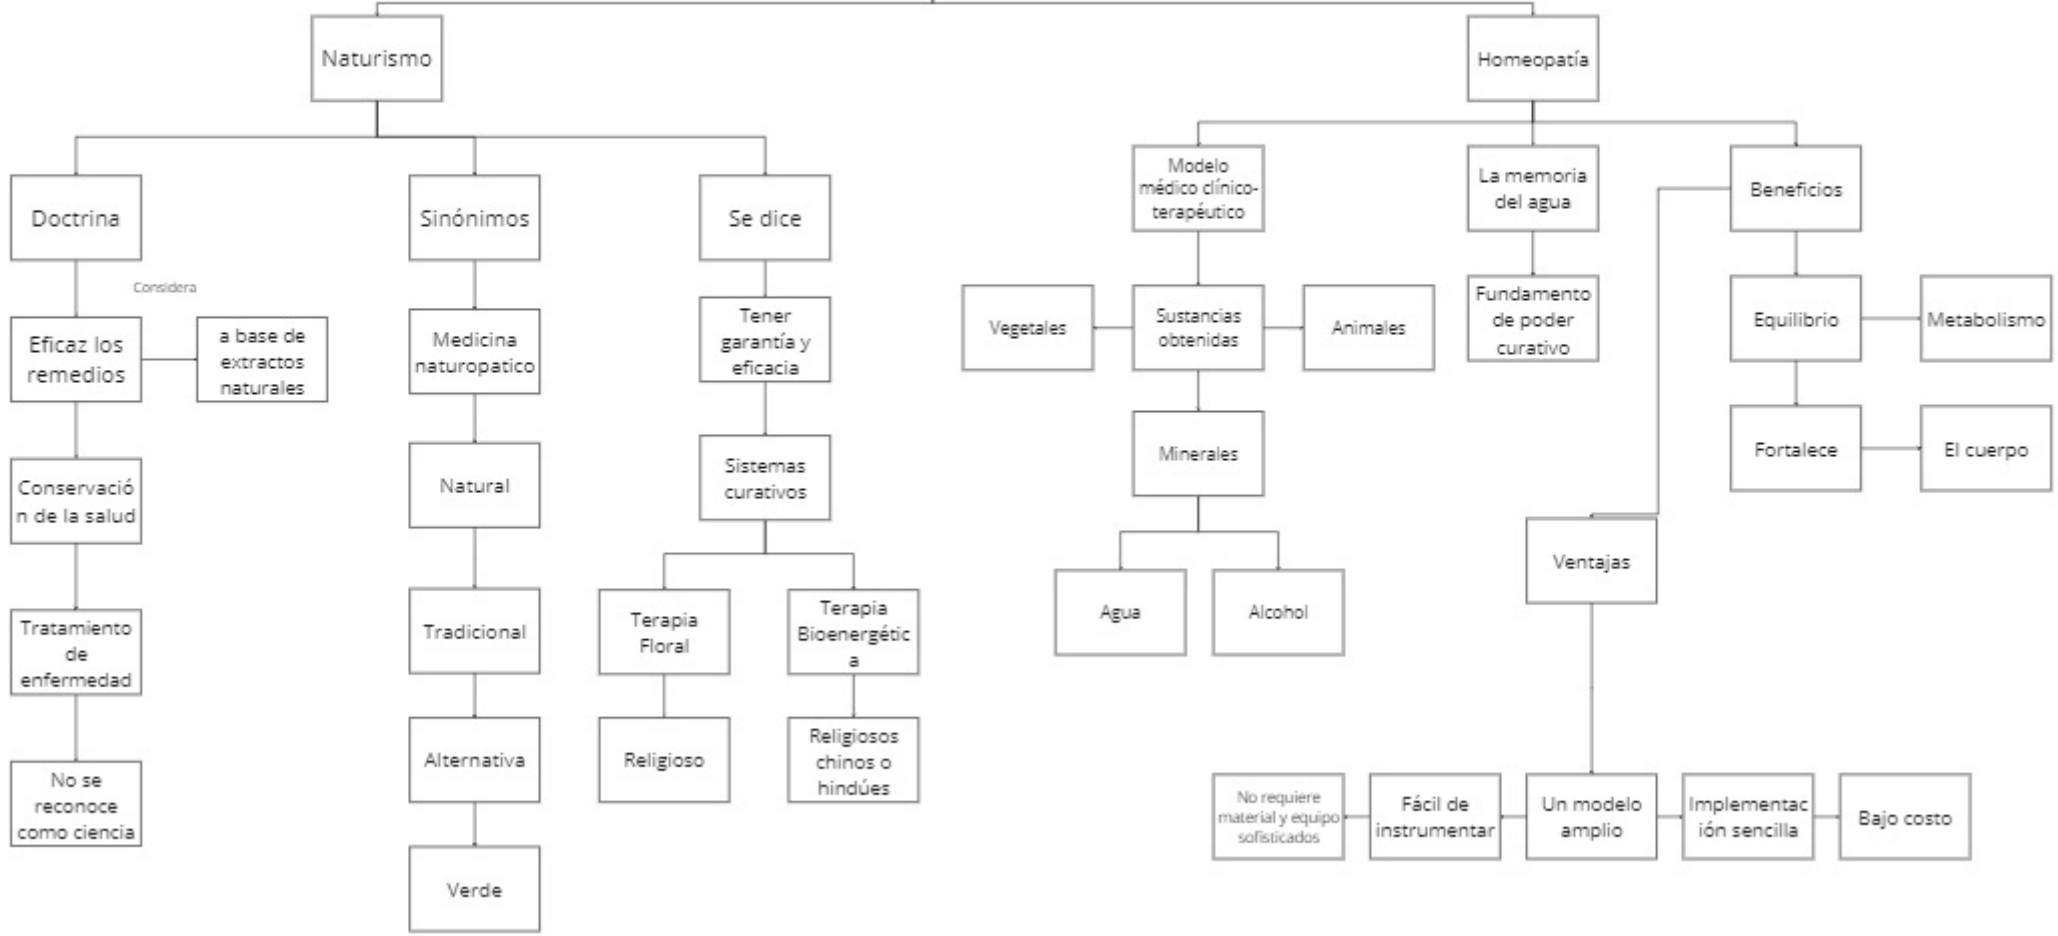 Naturismo
Homeopatía
Doctrina
Considera
Eficaz los
remedios
a base de
extractos
naturales
Conservació
n de la salud
Tratamiento
de
enfermedad
No se
reconoce
como ciencia
Sinónimos
Medicina
naturopatico
Natural
Tradicional
Alternativa
Verde
Se dice
Tener
garantía y
eficacia
Sistemas
curativos
Terapia
Floral
Religioso
Terapia
Bioenergétic
a
Religiosos
chinos o
hindúes
Modelo
médico clínico-
terapéutico
Vegetales
Sustancias
obtenidas
Animales
Minerales
Agua
Alcohol
La memoria
del agua
Fundamento
de poder
curativo
Beneficios
Equilibrio
Metabolismo
Fortalece
El cuerpo
Ventajas
No requiere
material y equipo
sofisticados
Fácil de
instrumentar
Un modelo
amplio
Implementac
ión sencilla
Bajo costo